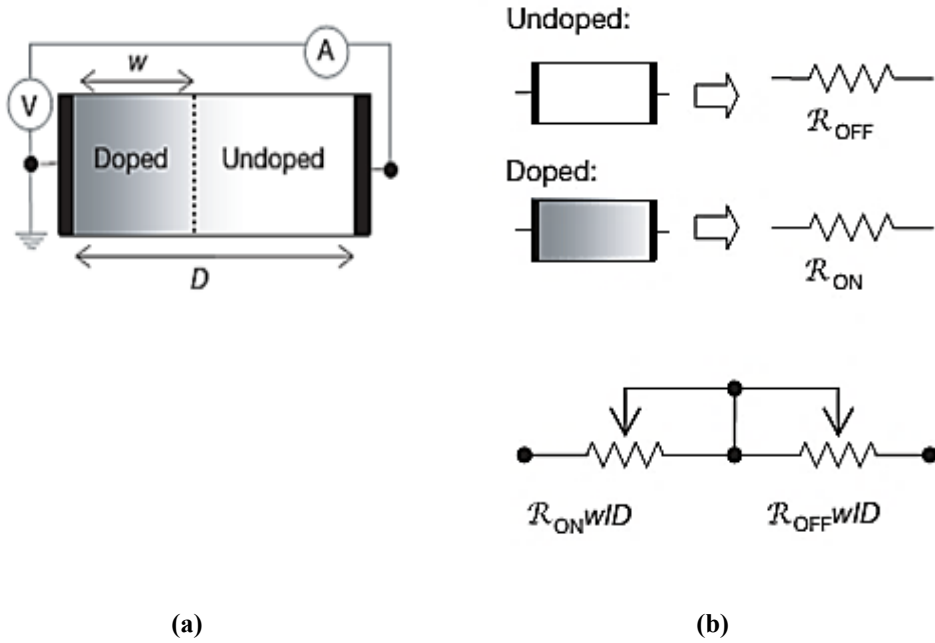 A
w
V
Doped
Undoped
D
Undoped:
ℛOFF
Doped:
ℛON
ℛONw/D
ℛOFFw/D
(a)
(b)